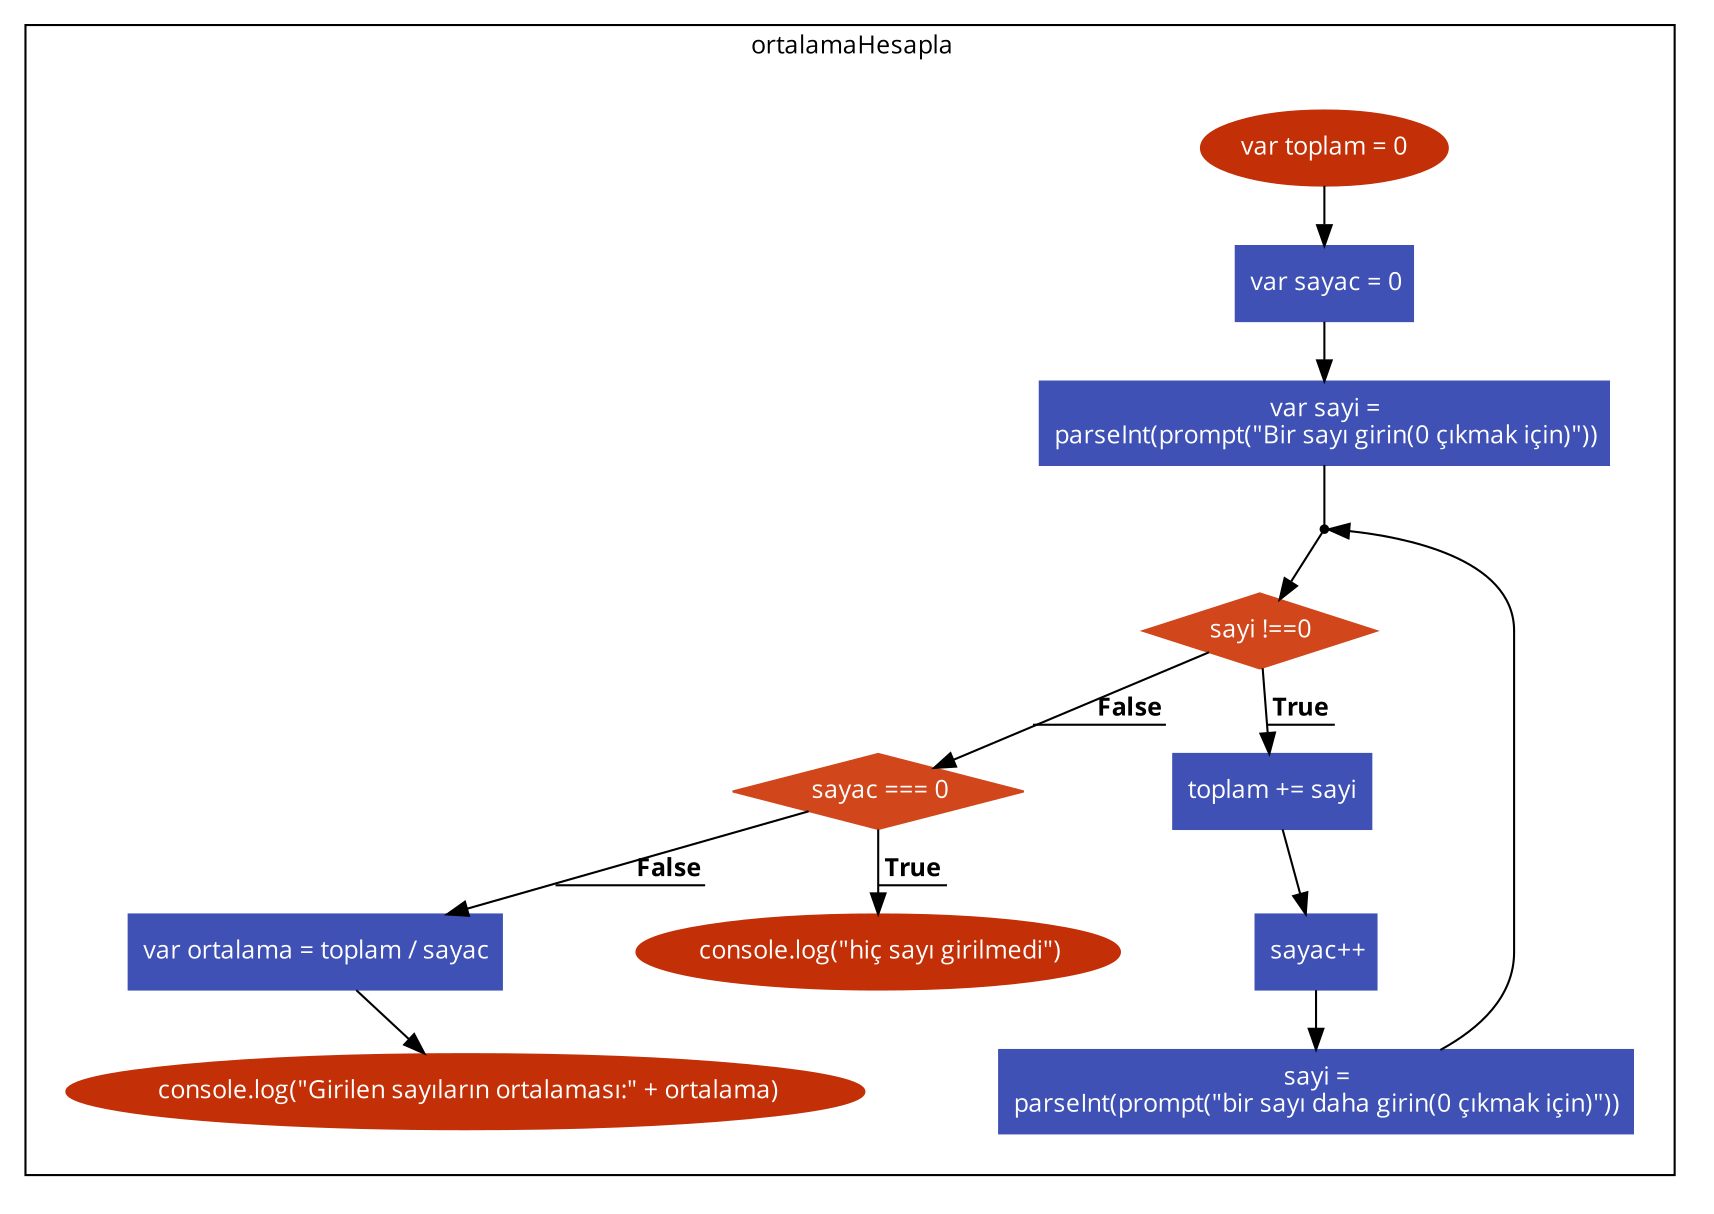 ortalamaHesapla
var toplam = 0
var sayac = 0
var sayi =
parseInt(prompt("Bir sayı girin(0 çıkmak için)"))
sayi !==0
False
True
sayac === 0
toplam += sayi
False
True
var ortalama = toplam / sayac
console.log("hiç sayı girilmedi")
sayac++
console.log("Girilen sayıların ortalaması:" + ortalama)
sayi =
parseInt(prompt("bir sayı daha girin(0 çıkmak için)"))